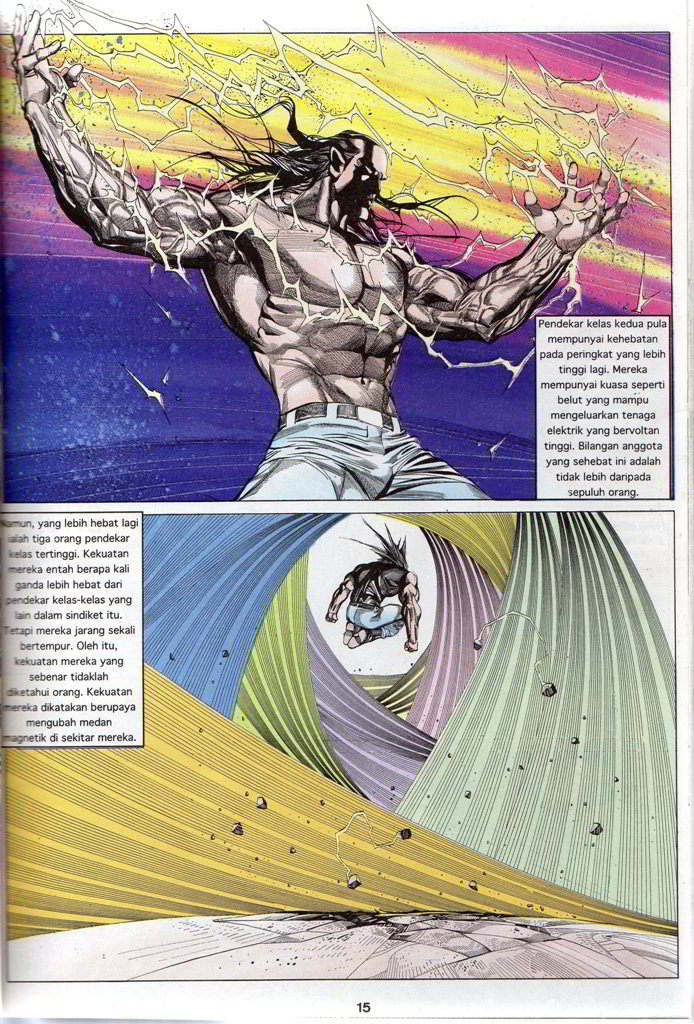 Pendekar kelas kedua pula
mempunyai kehebatan
pada peringkat yang lebih
tinggi lagi. Mereka
mempunyai kuasa seperti
belut yang mampu
mengeluarkan tenaga
elektrik yang bervoltan
tinggi. Bilangan anggota
yang sehebat ini adalah
tidak lebih daripada
sepuluh orang.
Namun, yang lebih hebat lagi
ialah tiga orang pendekar
kelas tertinggi. Kekuatan
mereka entah berapa kali
ganda lebih hebat dari
pendekar kelas-kelas yang
lain dalam sindiket itu.
Tetapi mereka jarang sekali
bertempur. Oleh itu,
kekuatan mereka yang
sebenar tidaklah
diketahui orang. Kekuatan
mereka dikatakan berupaya
mengubah medan
magnetik di sekitar mereka.
15